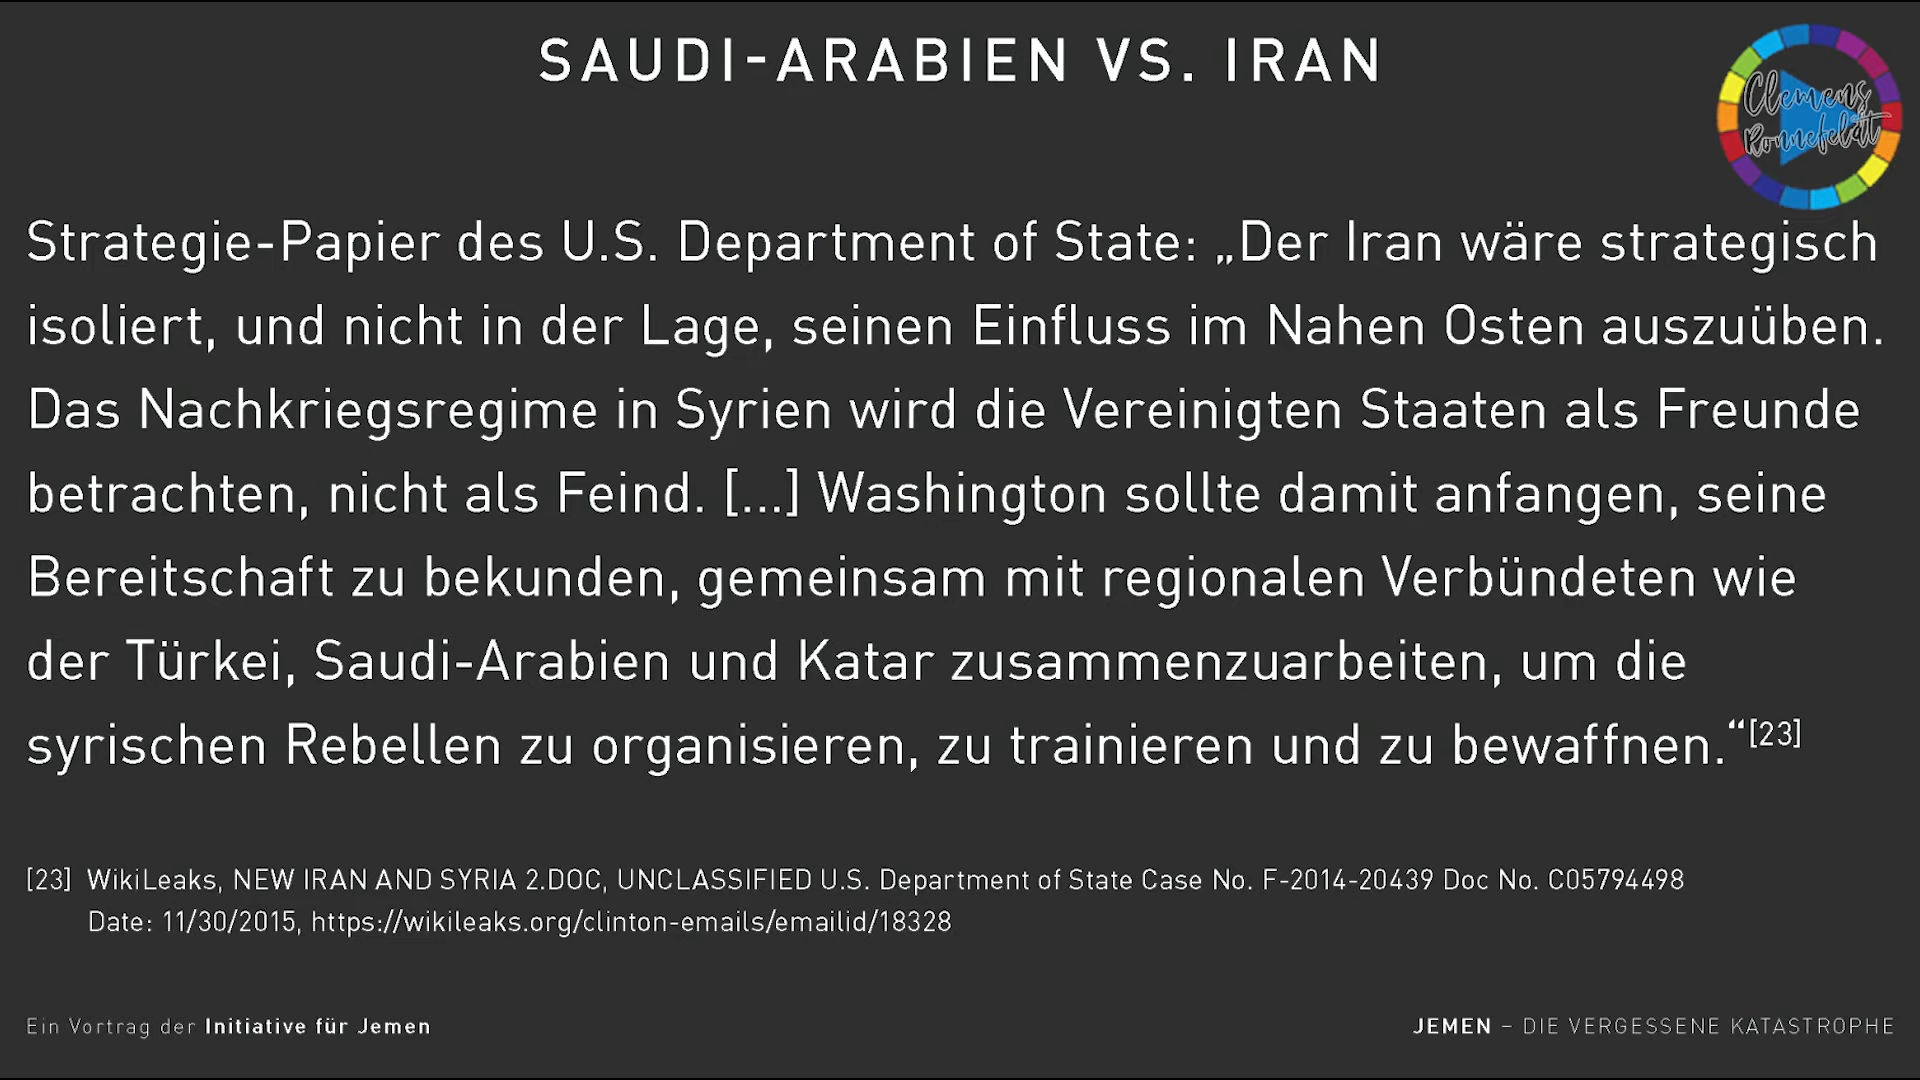 SAUDI-ARABIEN VS. IRAN
Clemens
Ronnefeldt
Strategie-Papier des U.S. Department of State: „Der Iran wäre strategisch
isoliert, und nicht in der Lage, seinen Einfluss im Nahen Osten auszuüben.
Das Nachkriegsregime in Syrien wird die Vereinigten Staaten als Freunde
betrachten, nicht als Feind. [...] Washington sollte damit anfangen, seine
Bereitschaft zu bekunden, gemeinsam mit regionalen Verbündeten wie
der Türkei, Saudi-Arabien und Katar zusammenzuarbeiten, um die
syrischen Rebellen zu organisieren, zu trainieren und zu bewaffnen.“[23]
[23] WikiLeaks, NEW IRAN AND SYRIA 2.DOC, UNCLASSIFIED U.S. Department of State Case No. F-2014-20439 Doc No. C05794498
Date: 11/30/2015, https://wikileaks.org/clinton-emails/emailid/18328
Ein Vortrag der Initiative für Jemen
JEMEN – DIE VERGESSENE KATASTROPHE